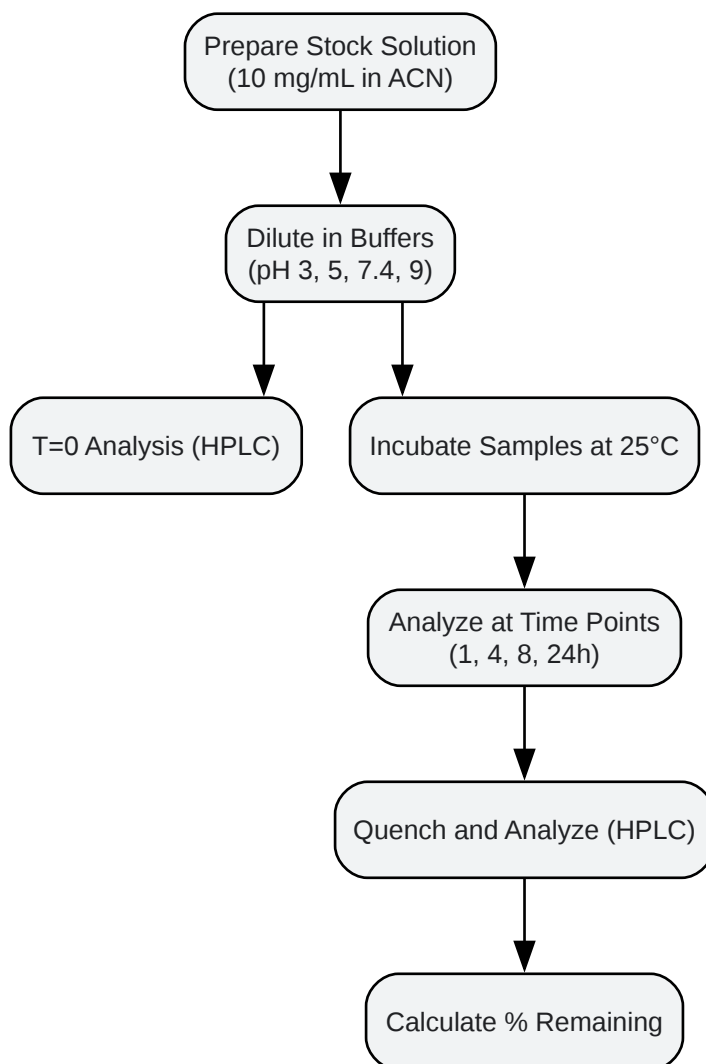 Prepare Stock Solution
(10 mg/mL in ACN)
Dilute in Buffers
(pH 3, 5, 7.4, 9)
T=0 Analysis (HPLC)
Incubate Samples at 25°C
Analyze at Time Points
(1, 4, 8, 24h)
Quench and Analyze (HPLC)
Calculate % Remaining